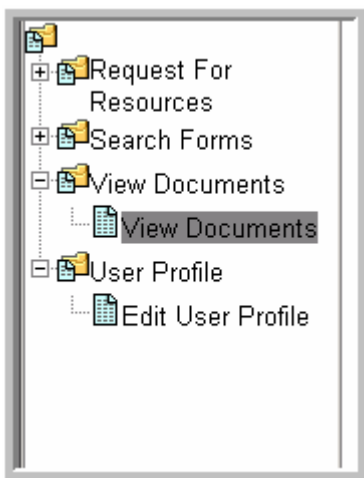 Request For
Resources
Search Forms
View Documents
View Documents
User Profile
Edit User Profile